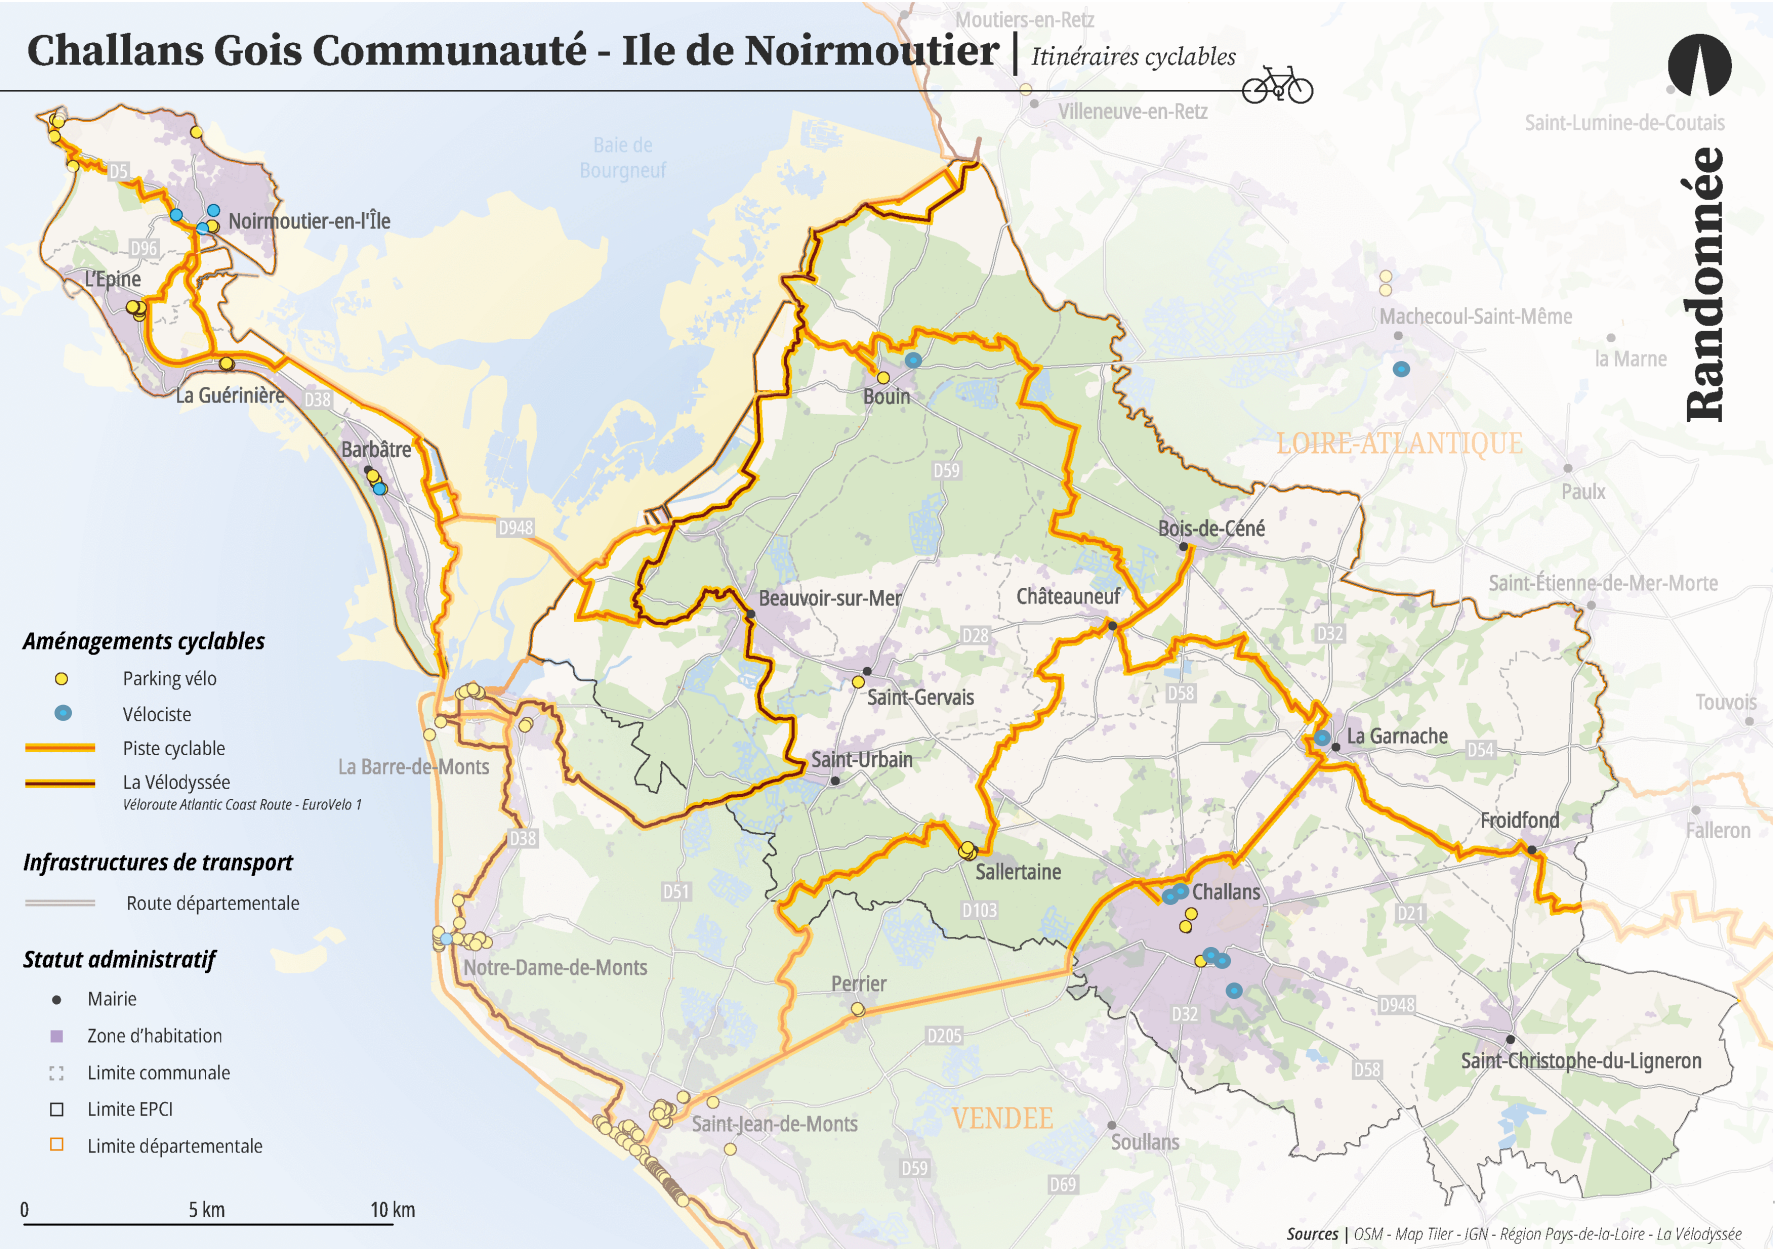 Challans Gois Communauté - Ile de Noirmoutier | Itinéraires cyclables
Randonnée
Moutiers-en-Retz
Villeneuve-en-Retz
Saint-Lumine-de-Coutais
Baie de
Bourgneuf
D5
Noirmoutier-en-l'Île
D96
L'Epine
Machecoul-Saint-Même
la Marne
La Guérinière
D38
Bouin
LOIRE-ATLANTIQUE
Barbâtre
D59
Paulx
D948
Bois-de-Céné
Saint-Étienne-de-Mer-Morte
Beauvoir-sur-Mer
Châteauneuf
D28
D32
Saint-Gervais
D58
Touvois
La Garnache
D54
Saint-Urbain
La Barre-de-Monts
Froidfond
Falleron
D38
Sallertaine
D51
Challans
D103
D21
Notre-Dame-de-Monts
Perrier
D948
D32
D205
Saint-Christophe-du-Ligneron
D58
VENDEE
Saint-Jean-de-Monts
Soullans
D59
D69
Aménagements cyclables
Parking vélo
Vélociste
Piste cyclable
La Vélodyssée
Véloroute Atlantic Coast Route - EuroVelo 1
Infrastructures de transport
Route départementale
Statut administratif
Mairie
Zone d'habitation
Limite communale
Limite EPCI
Limite départementale
0 5 km 10 km
Sources | OSM - Map Tiler - IGN - Région Pays-de-la-Loire - La Vélodyssée